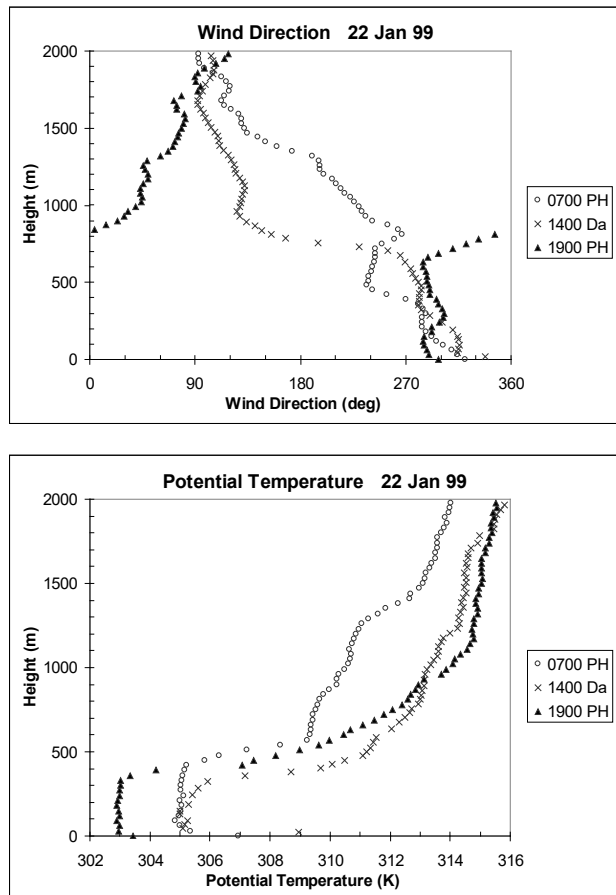 Wind Direction 22 Jan 99
2000
1500
1000
500
0
Height (m)
0 90 180 270 360
Wind Direction (deg)
0700 PH
1400 Da
1900 PH
Potential Temperature 22 Jan 99
2000
1500
1000
500
0
Height (m)
302 304 306 308 310 312 314 316
Potential Temperature (K)
0700 PH
1400 Da
1900 PH